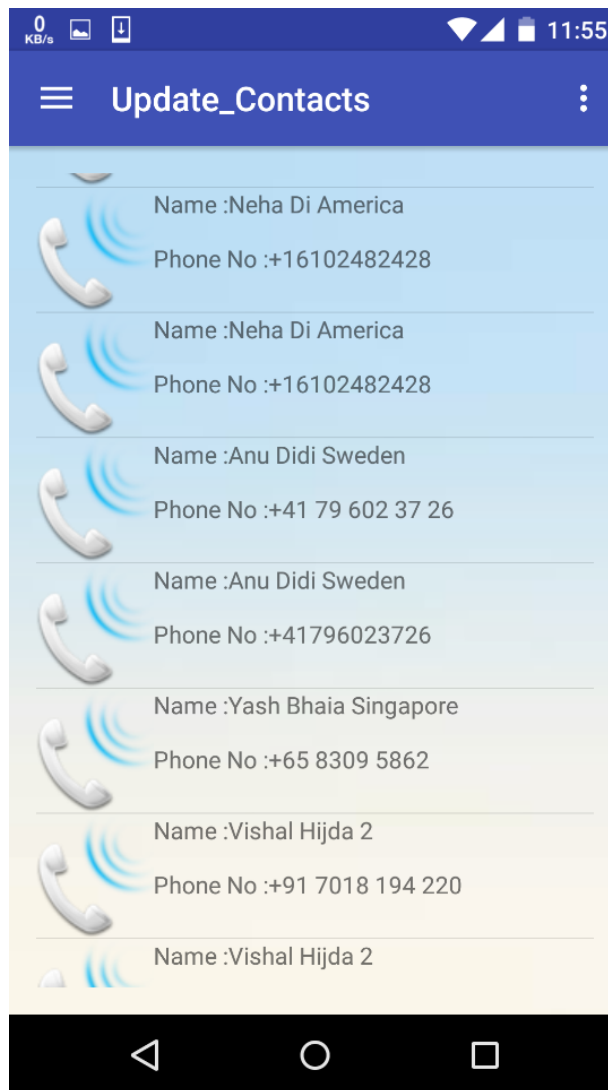 0
KB/s
11:55
Update_Contacts
Name :Neha Di America
Phone No :+16102482428
Name :Neha Di America
Phone No :+16102482428
Name :Anu Didi Sweden
Phone No :+41 79 602 37 26
Name :Anu Didi Sweden
Phone No :+41796023726
Name :Yash Bhaia Singapore
Phone No :+65 8309 5862
Name :Vishal Hijda 2
Phone No :+91 7018 194 220
Name :Vishal Hijda 2